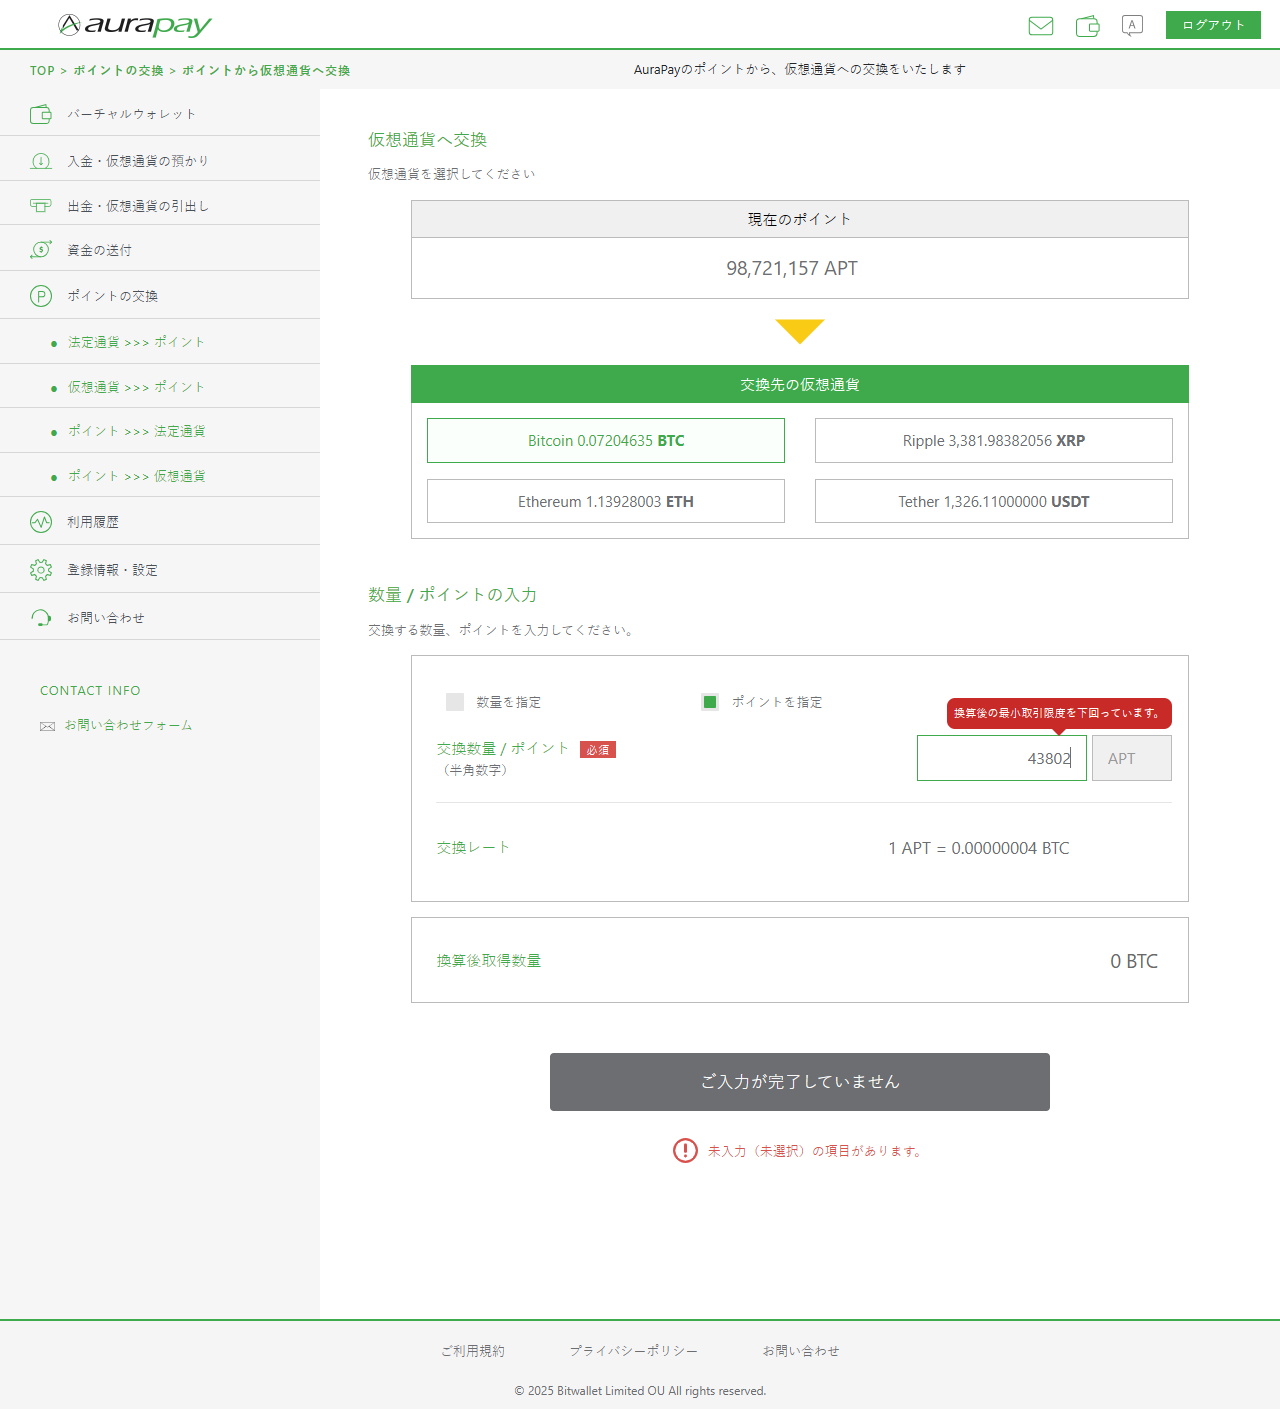 aurapay
ログアウト
TOP > ポイントの交換 > ポイントから仮想通貨へ交換
AuraPayのポイントから、仮想通貨への交換をいたします
バーチャルウォレット
入金・仮想通貨の預かり
出金・仮想通貨の引出し
資金の送付
ポイントの交換
法定通貨 >>> ポイント
仮想通貨 >>> ポイント
ポイント >>> 法定通貨
ポイント >>> 仮想通貨
利用履歴
登録情報・設定
お問い合わせ
CONTACT INFO
お問い合わせフォーム
仮想通貨へ交換
仮想通貨を選択してください
現在のポイント
98,721,157 APT
交換先の仮想通貨
Bitcoin 0.07204635 BTC
Ripple 3,381.98382056 XRP
Ethereum 1.13928003 ETH
Tether 1,326.11000000 USDT
数量 / ポイントの入力
交換する数量、ポイントを入力してください。
数量を指定
ポイントを指定
換算後の最小取引限度を下回っています。
交換数量 / ポイント 必須
（半角数字）
43802 APT
交換レート
1 APT = 0.00000004 BTC
換算後取得数量
0 BTC
ご入力が完了していません
未入力（未選択）の項目があります。
ご利用規約 プライバシーポリシー お問い合わせ
© 2025 Bitwallet Limited OU All rights reserved.